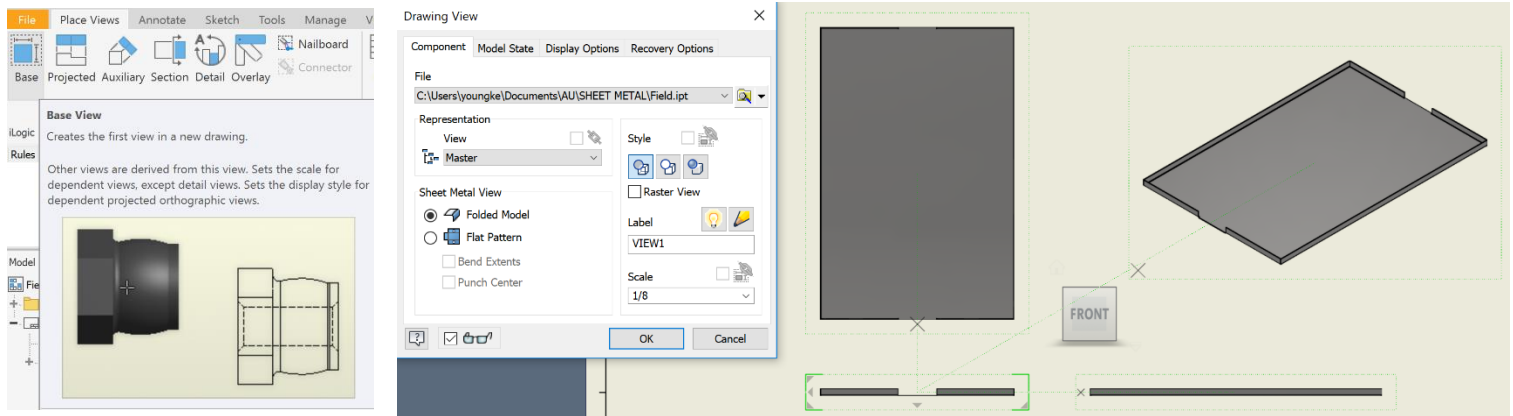 File Place Views Annotate Sketch Tools Manage V
Nailboard
Connector
Base Projected Auxiliary Section Detail Overlay
Base View
Creates the first view in a new drawing.
Other views are derived from this view. Sets the scale for
dependent views, except detail views. Sets the display style for
dependent projected orthographic views.
iLogic
Rules
Model
Fie
Drawing View
Component Model State Display Options Recovery Options
File
C:\Users\youngke\Documents\AU\SHEET METAL\Field.ipt
Representation
View
Master
Sheet Metal View
Folded Model
Flat Pattern
Bend Extents
Punch Center
Style
Raster View
Label
VIEW1
Scale
1/8
OK Cancel
FRONT